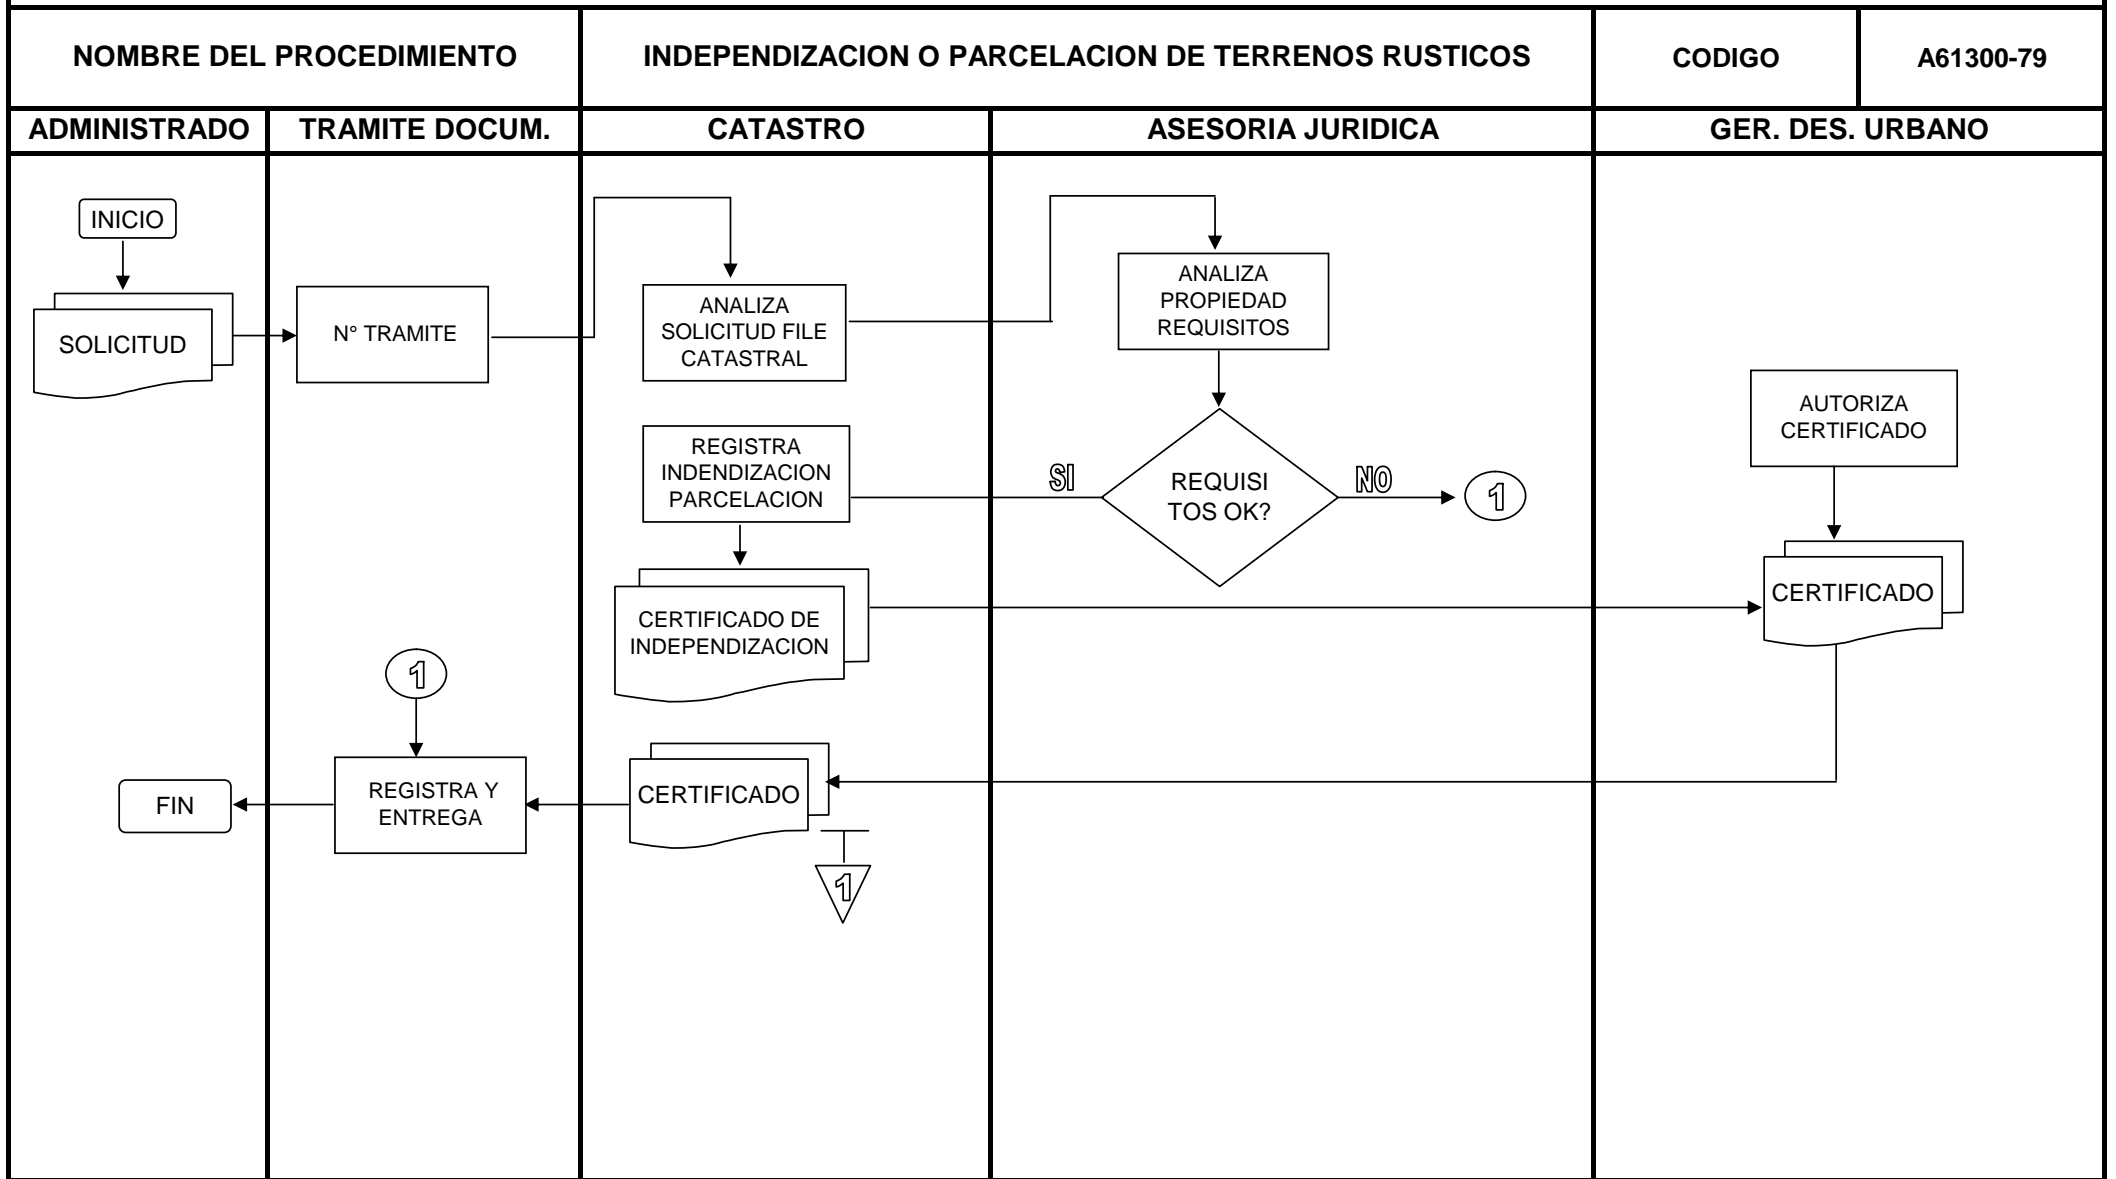 NOMBRE DEL PROCEDIMIENTO
INDEPENDIZACION O PARCELACION DE TERRENOS RUSTICOS
CODIGO
A61300-79
ADMINISTRADO
TRAMITE DOCUM.
CATASTRO
ASESORIA JURIDICA
GER. DES. URBANO
INICIO
SOLICITUD
N° TRAMITE
ANALIZA
SOLICITUD FILE
CATASTRAL
ANALIZA
PROPIEDAD
REQUISITOS
AUTORIZA
CERTIFICADO
REGISTRA
INDENDIZACION
PARCELACION
SI
REQUISI
TOS OK?
NO
1
CERTIFICADO DE
INDEPENDIZACION
CERTIFICADO
1
FIN
REGISTRA Y
ENTREGA
CERTIFICADO
1